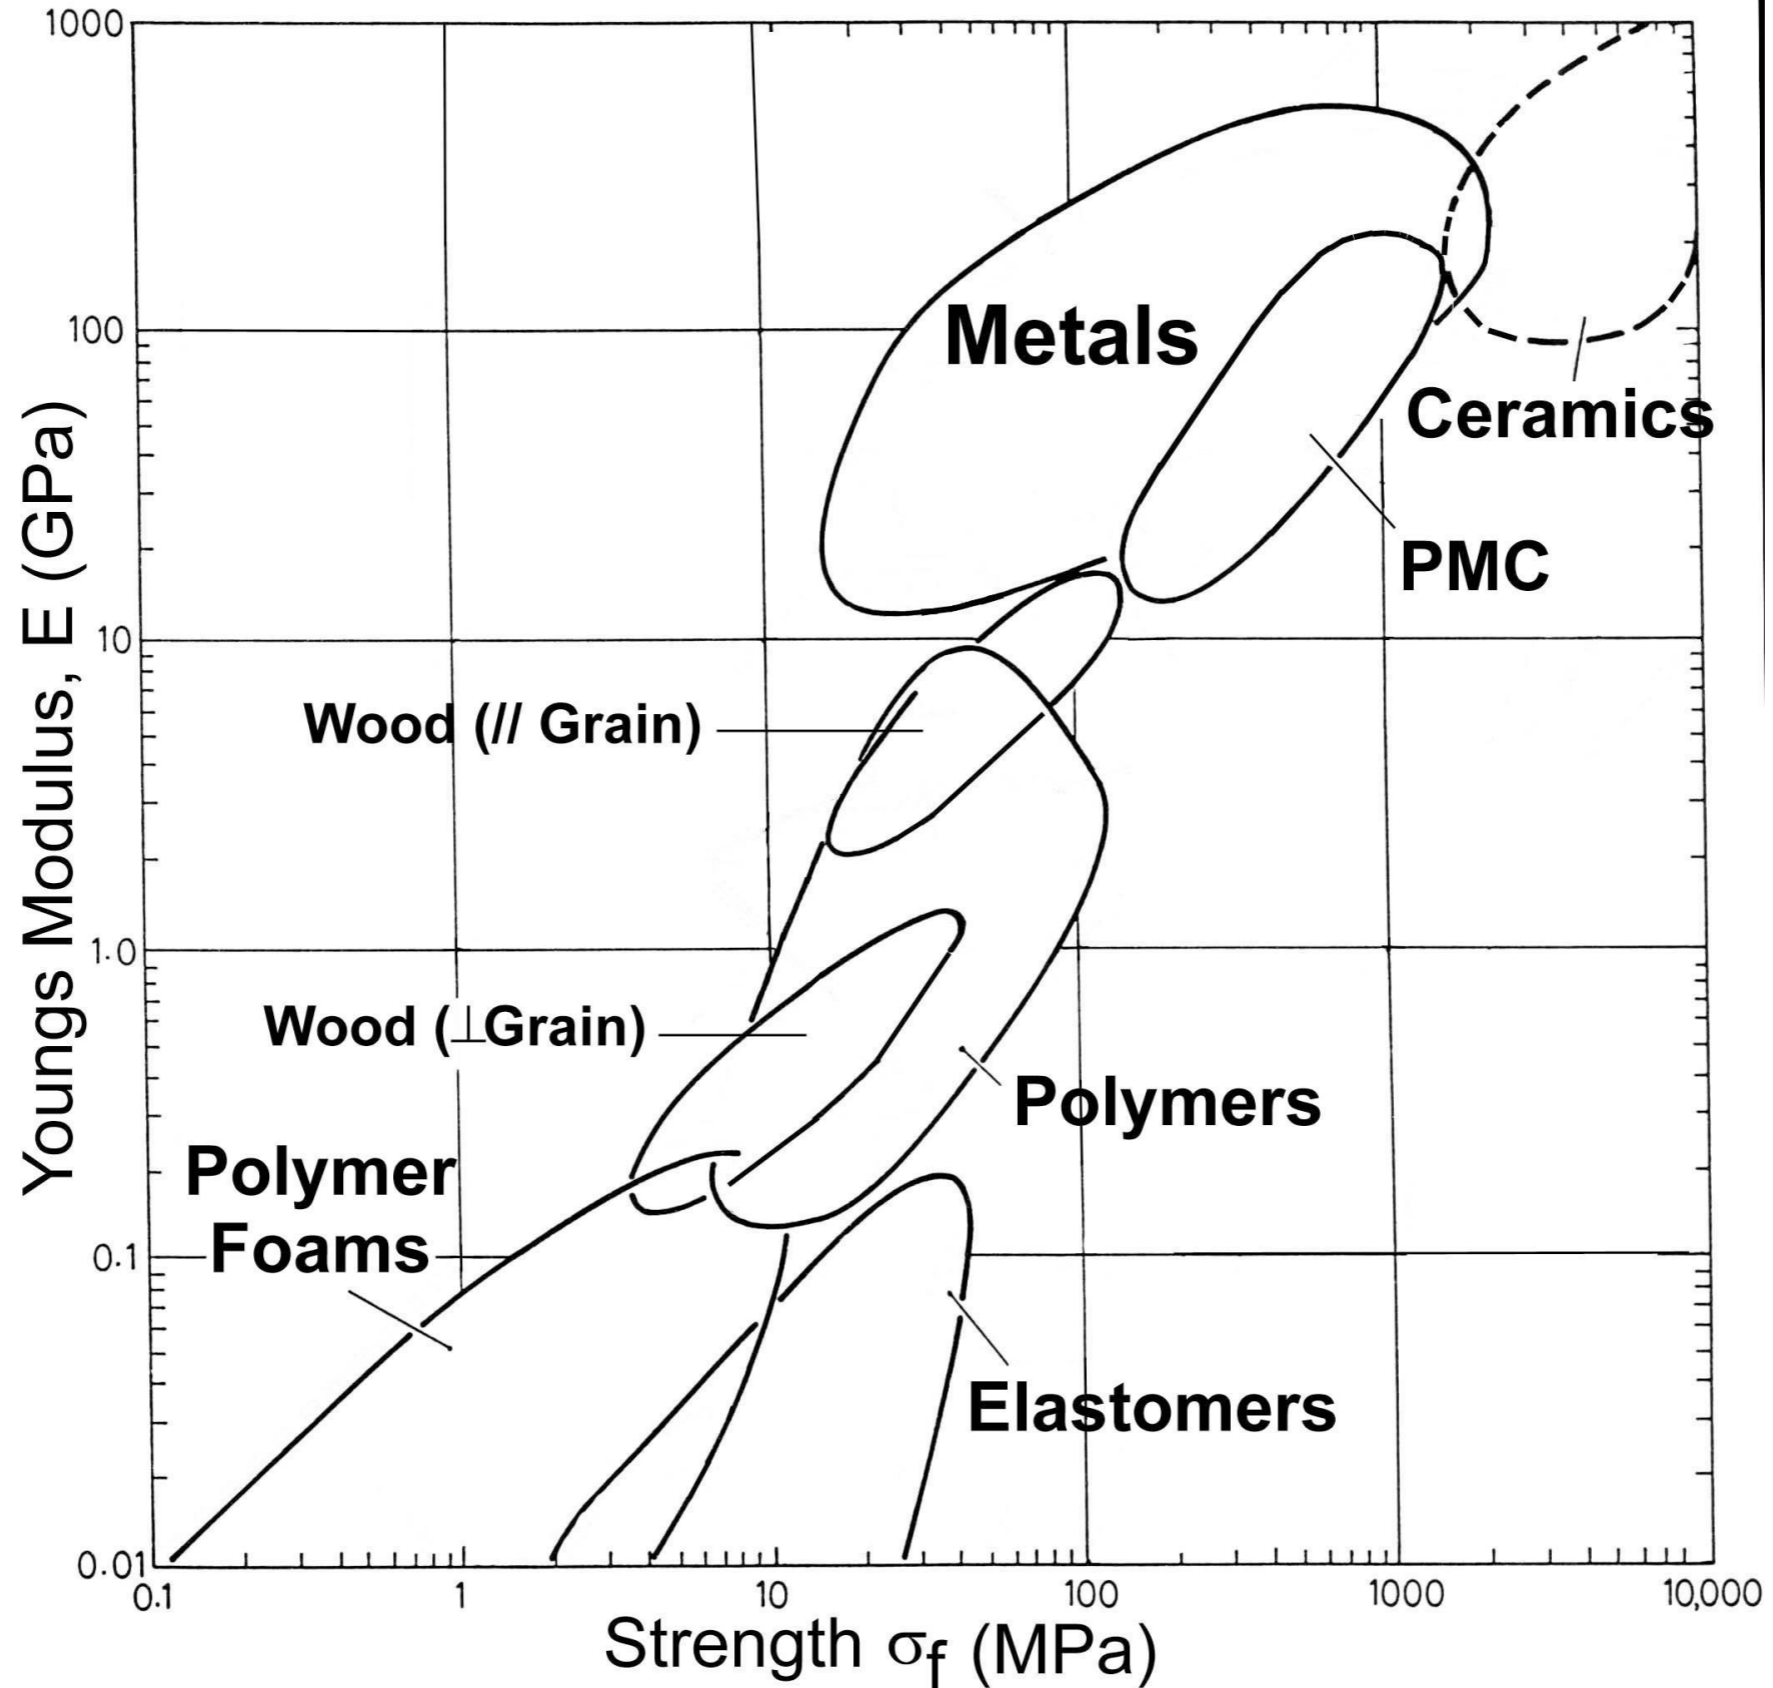 1000
100
10
1.0
0.1
0.01
Youngs Modulus, E (GPa)
Metals
Ceramics
PMC
Wood (// Grain)
Wood (⊥Grain)
Polymers
Polymer
Foams
Elastomers
0.1
1
10
100
1000
10,000
Strength σf (MPa)